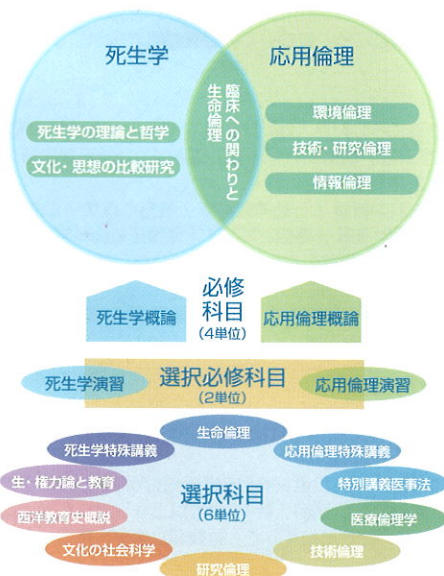 死生学
応用倫理
臨床への関わりと
生命倫理
死生学の理論と哲学
文化・思想の比較研究
環境倫理
技術・研究倫理
情報倫理
必修
科目
(4単位)
死生学概論
応用倫理概論
選択必修科目
(2単位)
死生学演習
応用倫理演習
生命倫理
死生学特殊講義
応用倫理特殊講義
生・権力論と教育
特別講義医事法
選択科目
(6単位)
西洋教育史概説
医療倫理学
文化の社会科学
技術倫理
研究倫理